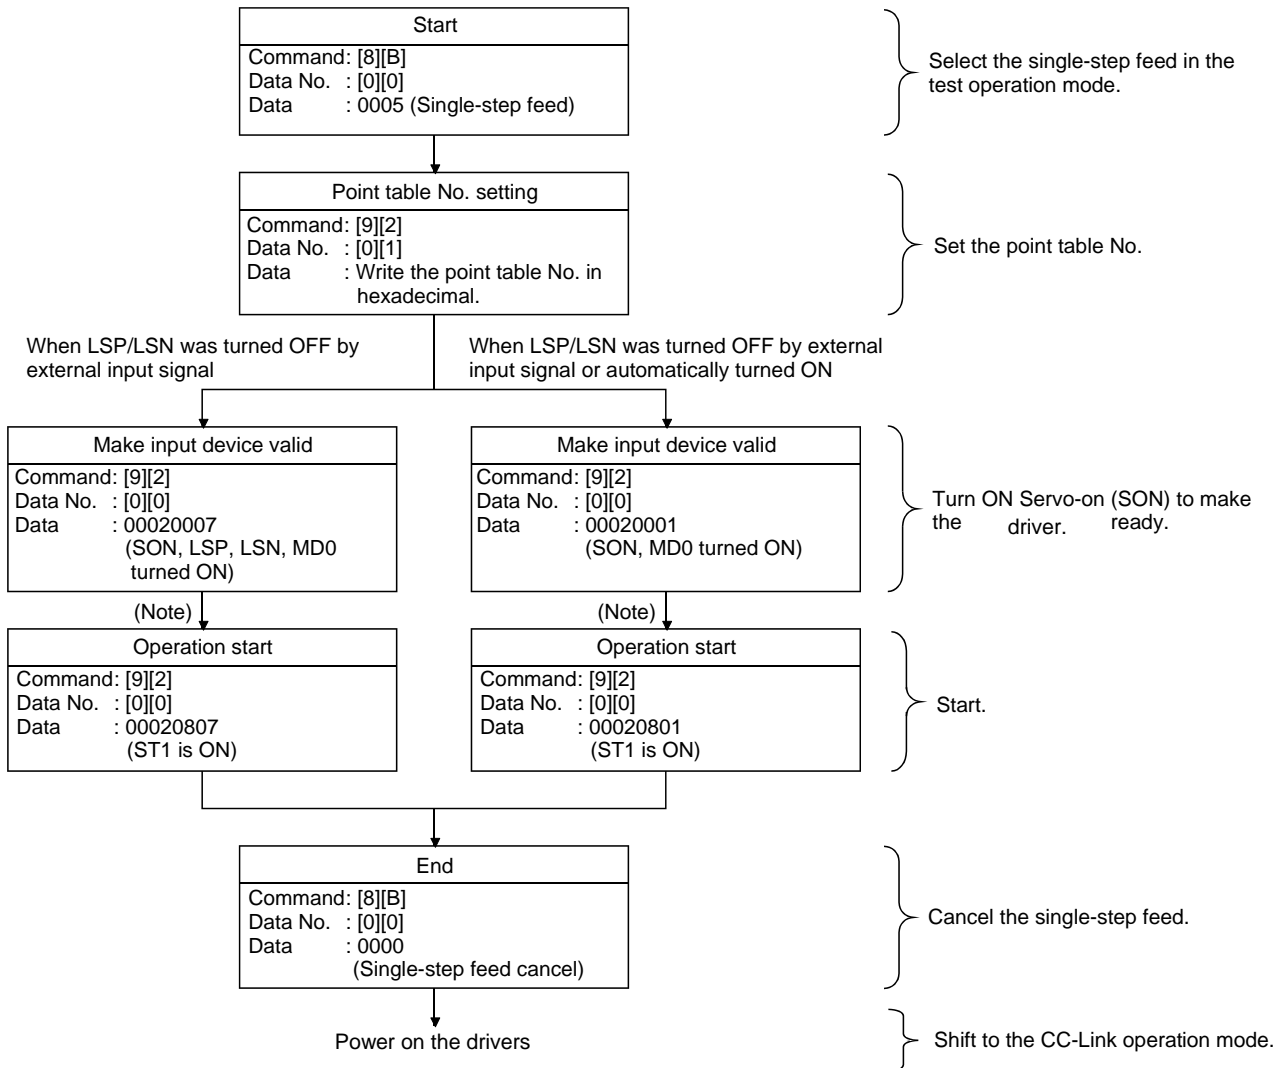 Start
Command: [8][B]
Data No. : [0][0]
Data : 0005 (Single-step feed)
Select the single-step feed in the
test operation mode.
Point table No. setting
Command: [9][2]
Data No. : [0][1]
Data : Write the point table No. in
hexadecimal.
Set the point table No.
When LSP/LSN was turned OFF by
external input signal
When LSP/LSN was turned OFF by external
input signal or automatically turned ON
Make input device valid
Command: [9][2]
Data No. : [0][0]
Data : 00020007
(SON, LSP, LSN, MD0
turned ON)
Make input device valid
Command: [9][2]
Data No. : [0][0]
Data : 00020001
(SON, MD0 turned ON)
Turn ON Servo-on (SON) to make
the driver. ready.
(Note)
(Note)
Operation start
Command: [9][2]
Data No. : [0][0]
Data : 00020807
(ST1 is ON)
Operation start
Command: [9][2]
Data No. : [0][0]
Data : 00020801
(ST1 is ON)
Start.
End
Command: [8][B]
Data No. : [0][0]
Data : 0000
(Single-step feed cancel)
Cancel the single-step feed.
Power on the drivers
Shift to the CC-Link operation mode.